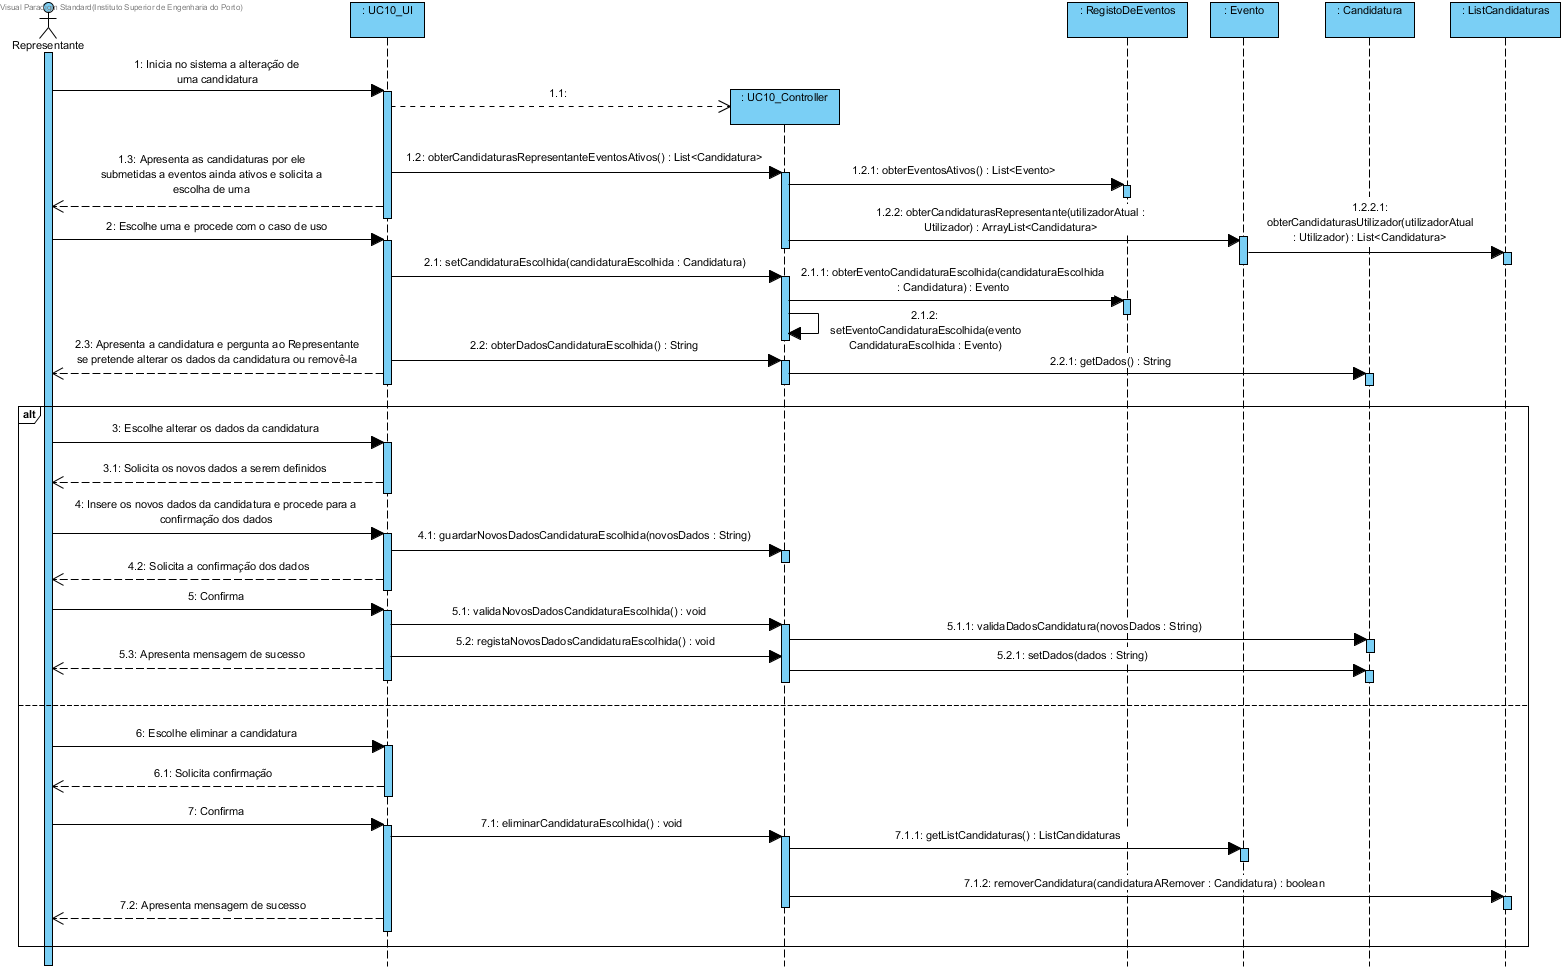 Visual Paradigm Standard(Instituto Superior de Engenharia do Porto)
Representante
: UC10_UI
: RegistoDeEventos
: Evento
: Candidatura
: ListCandidaturas
1: Inicia no sistema a alteração de
uma candidatura
1.1:
: UC10_Controller
1.2: obterCandidaturasRepresentanteEventosAtivos() : List<Candidatura>
1.2.1: obterEventosAtivos() : List<Evento>
1.3: Apresenta as candidaturas por ele
submetidas a eventos ainda ativos e solicita a
escolha de uma
1.2.2: obterCandidaturasRepresentante(utilizadorAtual :
Utilizador) : ArrayList<Candidatura>
1.2.2.1:
obterCandidaturasUtilizador(utilizadorAtual
: Utilizador) : List<Candidatura>
2: Escolhe uma e procede com o caso de uso
2.1: setCandidaturaEscolhida(candidaturaEscolhida : Candidatura)
2.1.1: obterEventoCandidaturaEscolhida(candidaturaEscolhida
: Candidatura) : Evento
2.1.2:
setEventoCandidaturaEscolhida(evento
CandidaturaEscolhida : Evento)
2.3: Apresenta a candidatura e pergunta ao Representante
se pretende alterar os dados da candidatura ou removê-la
2.2: obterDadosCandidaturaEscolhida() : String
2.2.1: getDados() : String
alt
3: Escolhe alterar os dados da candidatura
3.1: Solicita os novos dados a serem definidos
4: Insere os novos dados da candidatura e procede para a
confirmação dos dados
4.1: guardarNovosDadosCandidaturaEscolhida(novosDados : String)
4.2: Solicita a confirmação dos dados
5: Confirma
5.1: validaNovosDadosCandidaturaEscolhida() : void
5.1.1: validaDadosCandidatura(novosDados : String)
5.2: registaNovosDadosCandidaturaEscolhida() : void
5.3: Apresenta mensagem de sucesso
5.2.1: setDados(dados : String)
6: Escolhe eliminar a candidatura
6.1: Solicita confirmação
7: Confirma
7.1: eliminarCandidaturaEscolhida() : void
7.1.1: getListCandidaturas() : ListCandidaturas
7.1.2: removerCandidatura(candidaturaARemover : Candidatura) : boolean
7.2: Apresenta mensagem de sucesso